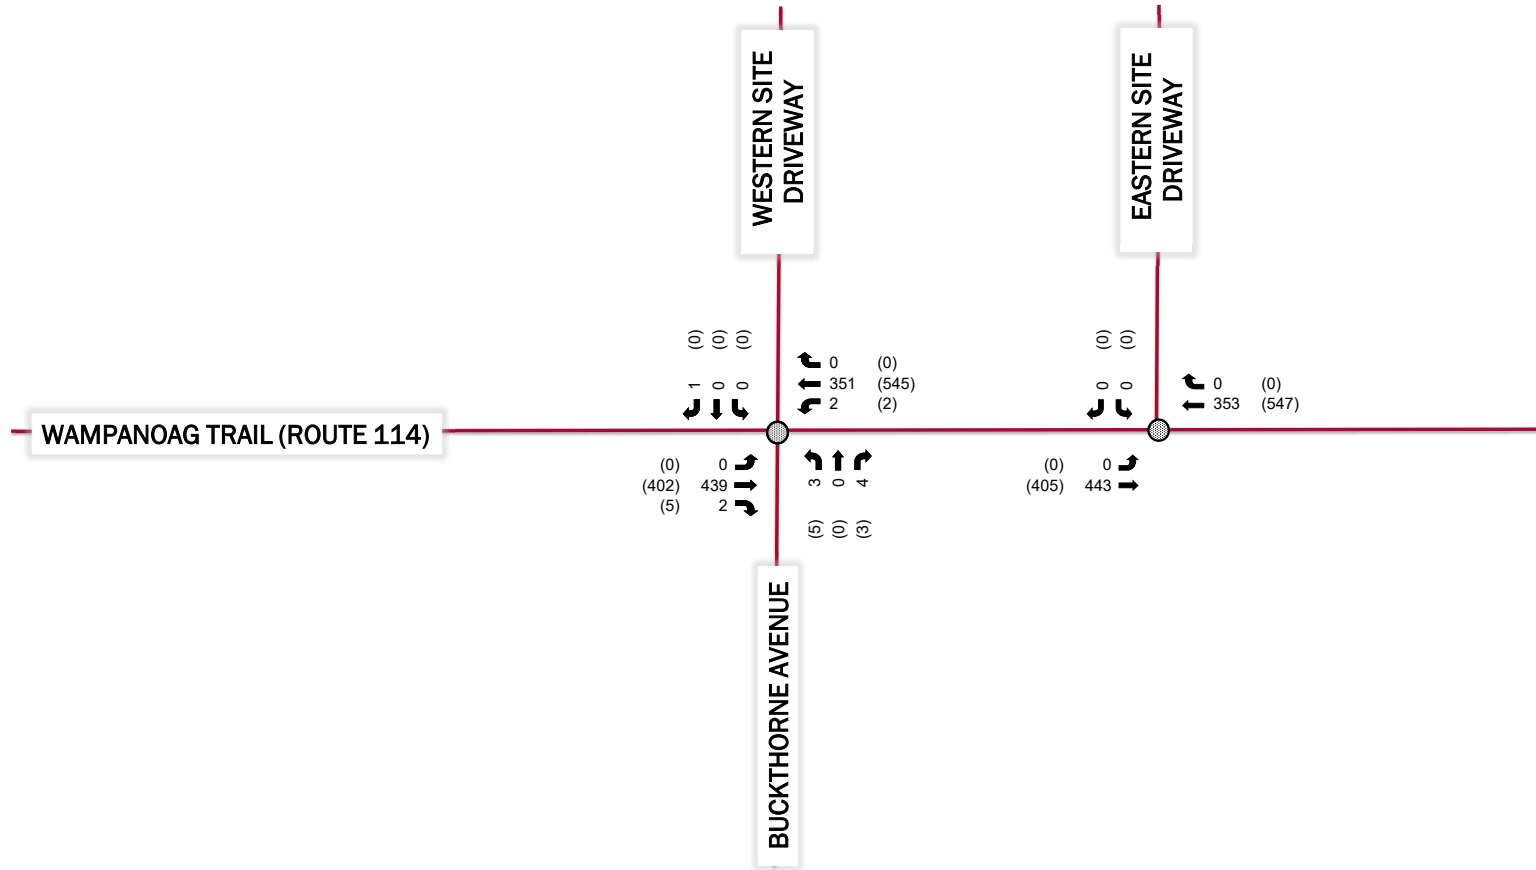 WESTERN SITE
DRIVEWAY
EASTERN SITE
DRIVEWAY
(0) (0) (0)
1 0 0
0 (0)
351 (545)
2 (2)
(0) (0)
0 0
0 (0)
353 (547)
WAMPANOAG TRAIL (ROUTE 114)
(0) 0
(402) 439
(5) 2
3 0 4
(5) (0) (3)
(0) 0
(405) 443
BUCKTHORNE AVENUE